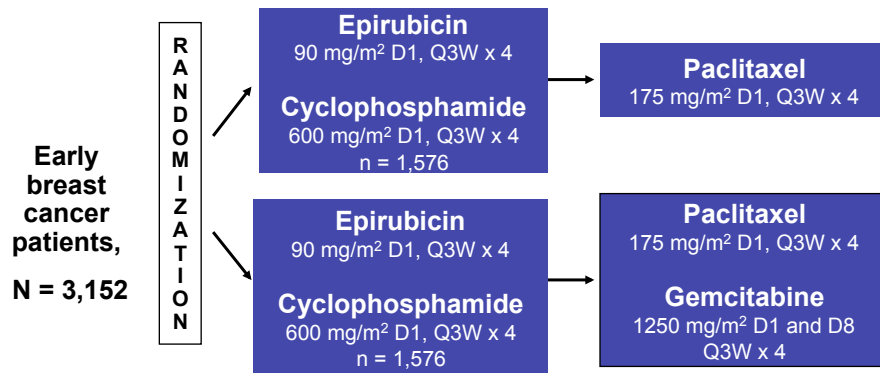 Early
breast
cancer
patients,
N = 3,152
RANDOMIZATION
Epirubicin
90 mg/m² D1, Q3W x 4
Cyclophosphamide
600 mg/m² D1, Q3W x 4
n = 1,576
Paclitaxel
175 mg/m² D1, Q3W x 4
Epirubicin
90 mg/m² D1, Q3W x 4
Cyclophosphamide
600 mg/m² D1, Q3W x 4
n = 1,576
Paclitaxel
175 mg/m² D1, Q3W x 4
Gemcitabine
1250 mg/m² D1 and D8
Q3W x 4